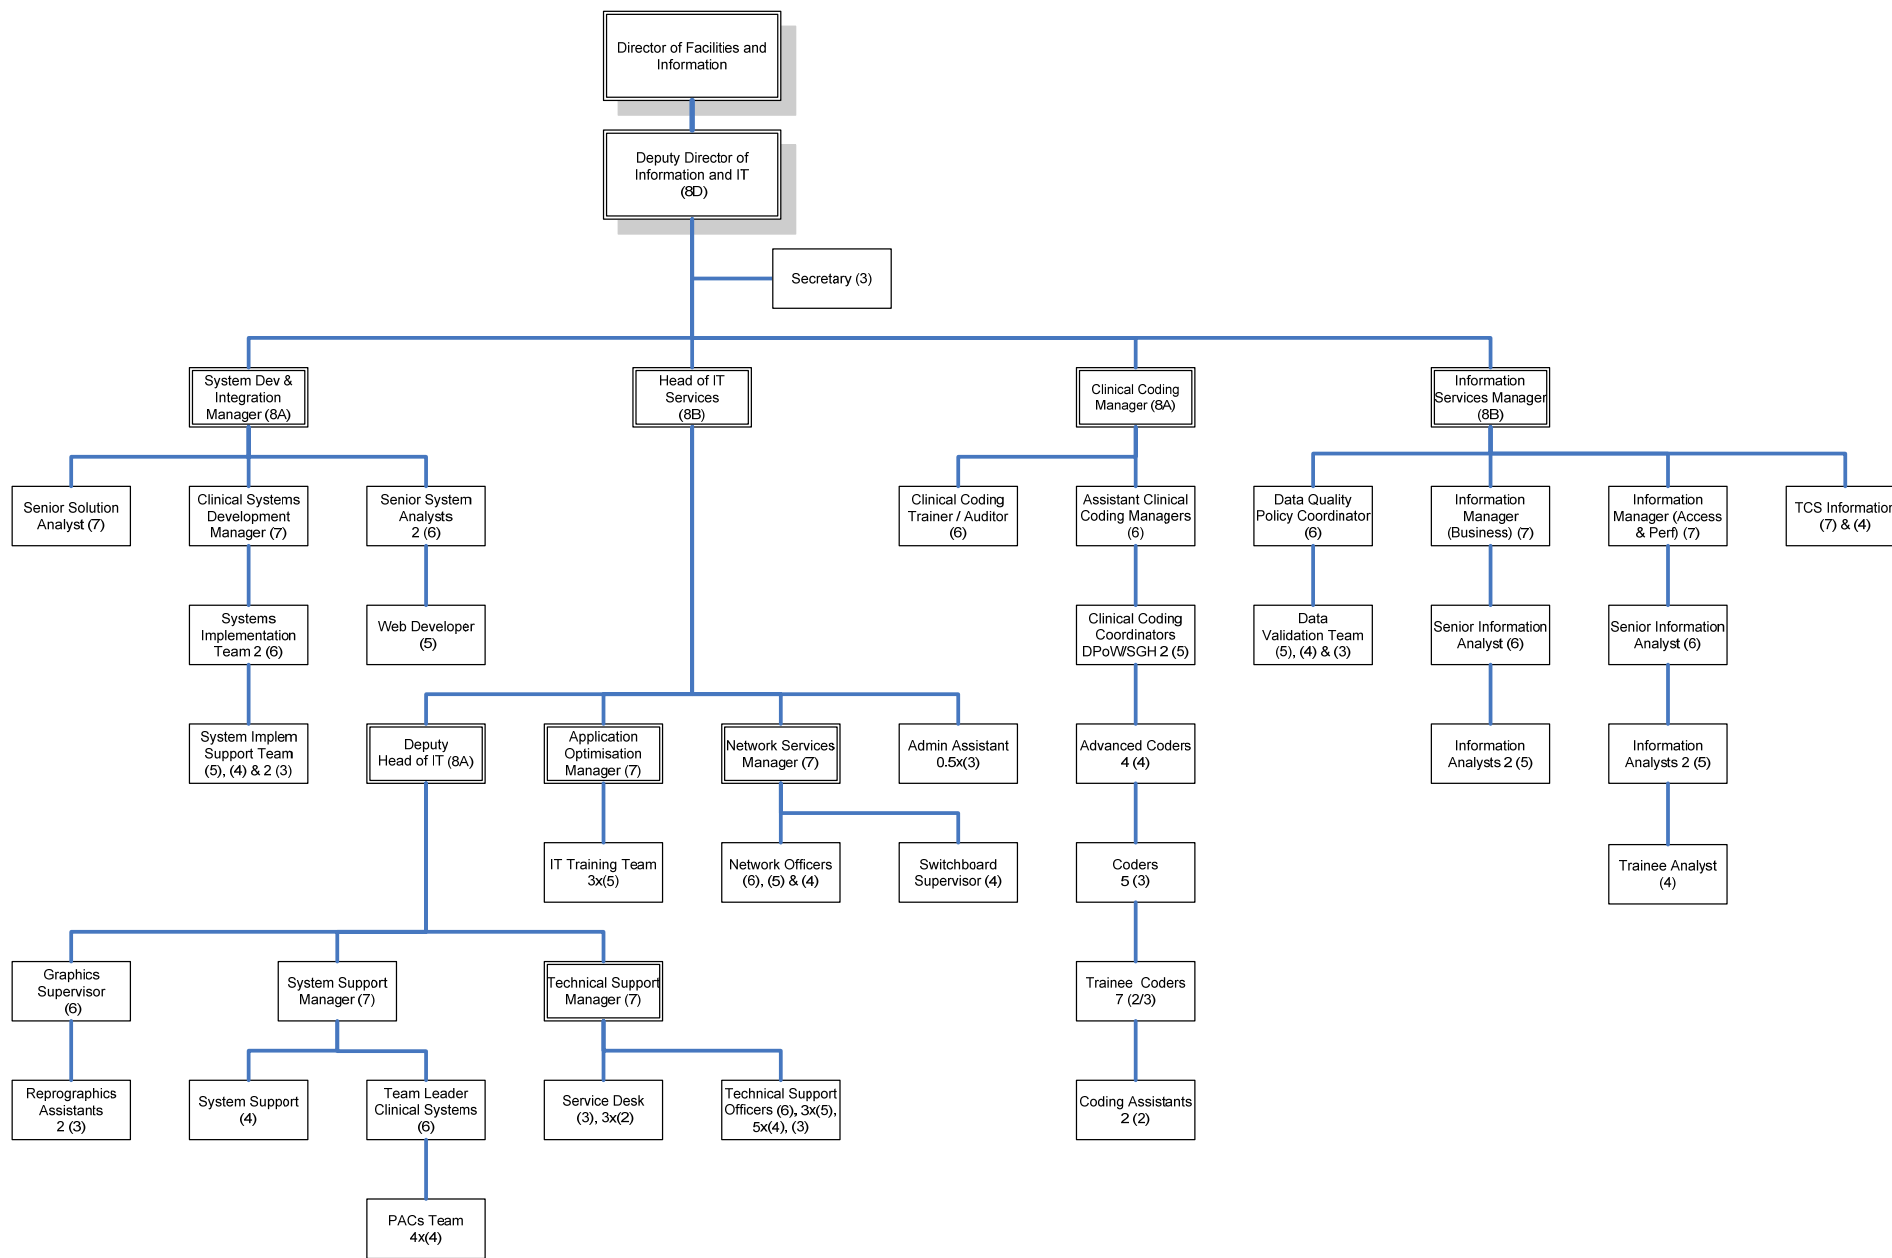 Director of Facilities and
Information
Deputy Director of
Information and IT
(8D)
Secretary (3)
System Dev &
Integration
Manager (8A)
Head of IT
Services
(8B)
Clinical Coding
Manager (8A)
Information
Services Manager
(8B)
Senior Solution
Analyst (7)
Clinical Systems
Development
Manager (7)
Senior System
Analysts
2 (6)
Clinical Coding
Trainer / Auditor
(6)
Assistant Clinical
Coding Managers
(6)
Data Quality
Policy Coordinator
(6)
Information
Manager
(Business) (7)
Information
Manager (Access
& Perf) (7)
TCS Information
(7) & (4)
Systems
Implementation
Team 2 (6)
Web Developer
(5)
Clinical Coding
Coordinators
DPoW/SGH 2 (5)
Data
Validation Team
(5), (4) & (3)
Senior Information
Analyst (6)
Senior Information
Analyst (6)
System Implem
Support Team
(5), (4) & 2 (3)
Deputy
Head of IT (8A)
Application
Optimisation
Manager (7)
Network Services
Manager (7)
Admin Assistant
0.5x(3)
Advanced Coders
4 (4)
Information
Analysts 2 (5)
Information
Analysts 2 (5)
IT Training Team
3x(5)
Network Officers
(6), (5) & (4)
Switchboard
Supervisor (4)
Coders
5 (3)
Trainee Analyst
(4)
Graphics
Supervisor
(6)
System Support
Manager (7)
Technical Support
Manager (7)
Trainee Coders
7 (2/3)
Reprographics
Assistants
2 (3)
System Support
(4)
Team Leader
Clinical Systems
(6)
Service Desk
(3), 3x(2)
Technical Support
Officers (6), 3x(5),
5x(4), (3)
Coding Assistants
2 (2)
PACs Team
4x(4)